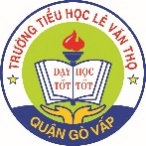 TRƯỜNG TIỂU HỌC LÊ VĂN THỌ
DẠY HỌC
TỐT TỐT
QUẬN GÒ VẤP